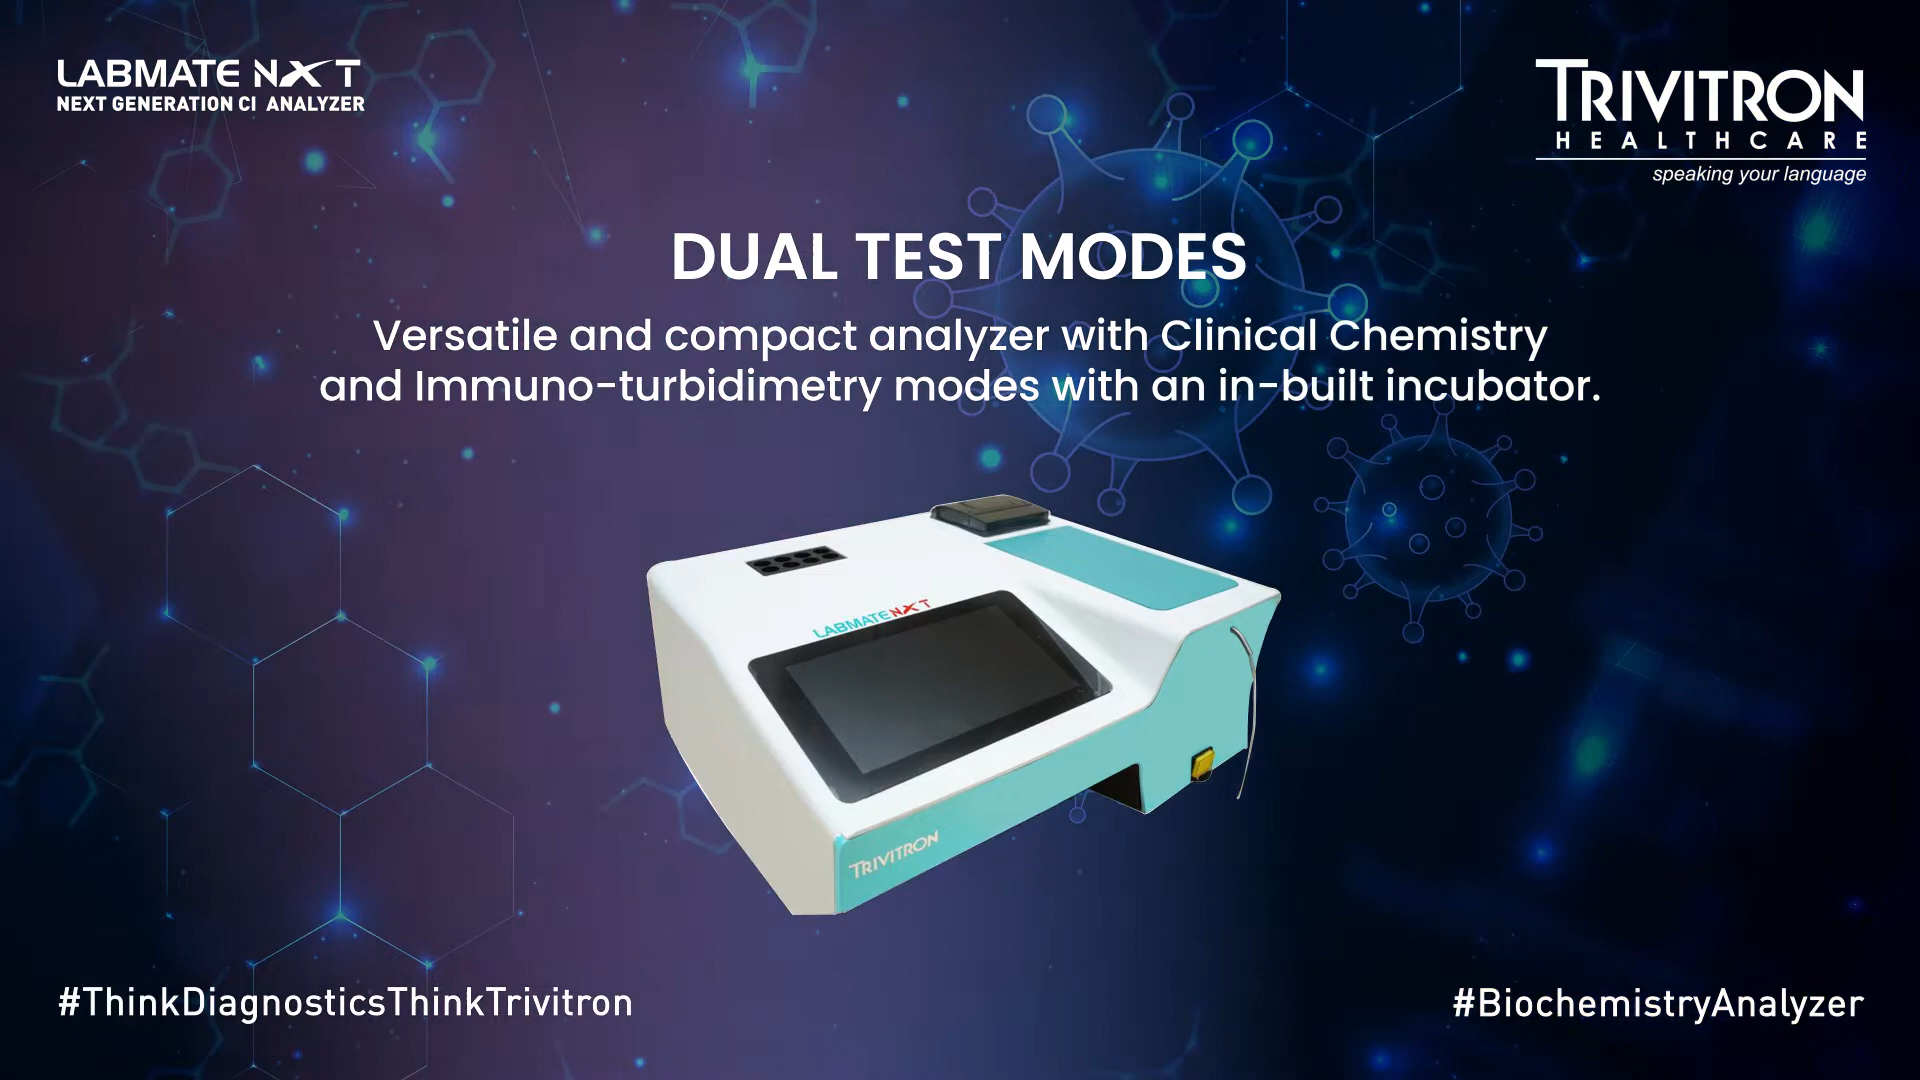 LABMATE NXT
NEXT GENERATION CI ANALYZER
TRIVITRON
HEALTHCARE
speaking your language
DUAL TEST MODES
Versatile and compact analyzer with Clinical Chemistry
and Immuno-turbidimetry modes with an in-built incubator.
LABMATE NXT
TRIVITRON
#ThinkDiagnosticsThinkTrivitron
#BiochemistryAnalyzer